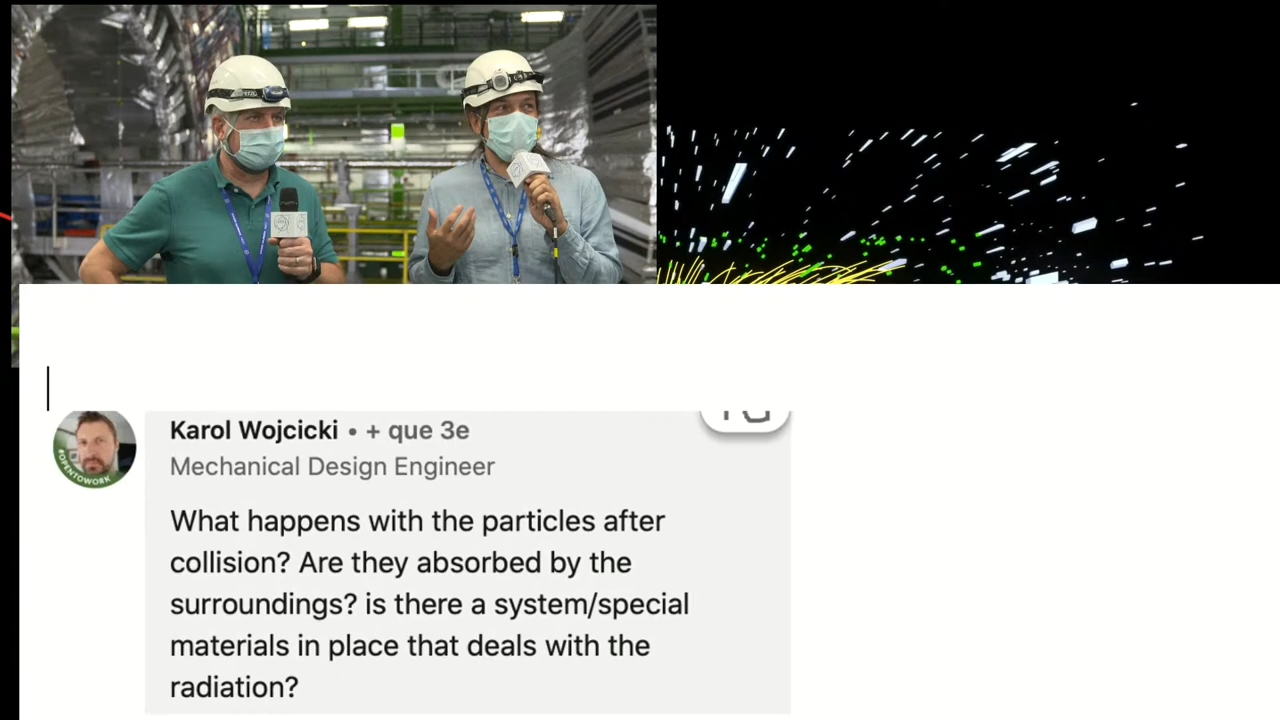 Karol Wojcicki • + que 3e
Mechanical Design Engineer
#OPENTOWORK
What happens with the particles after
collision? Are they absorbed by the
surroundings? is there a system/special
materials in place that deals with the
radiation?